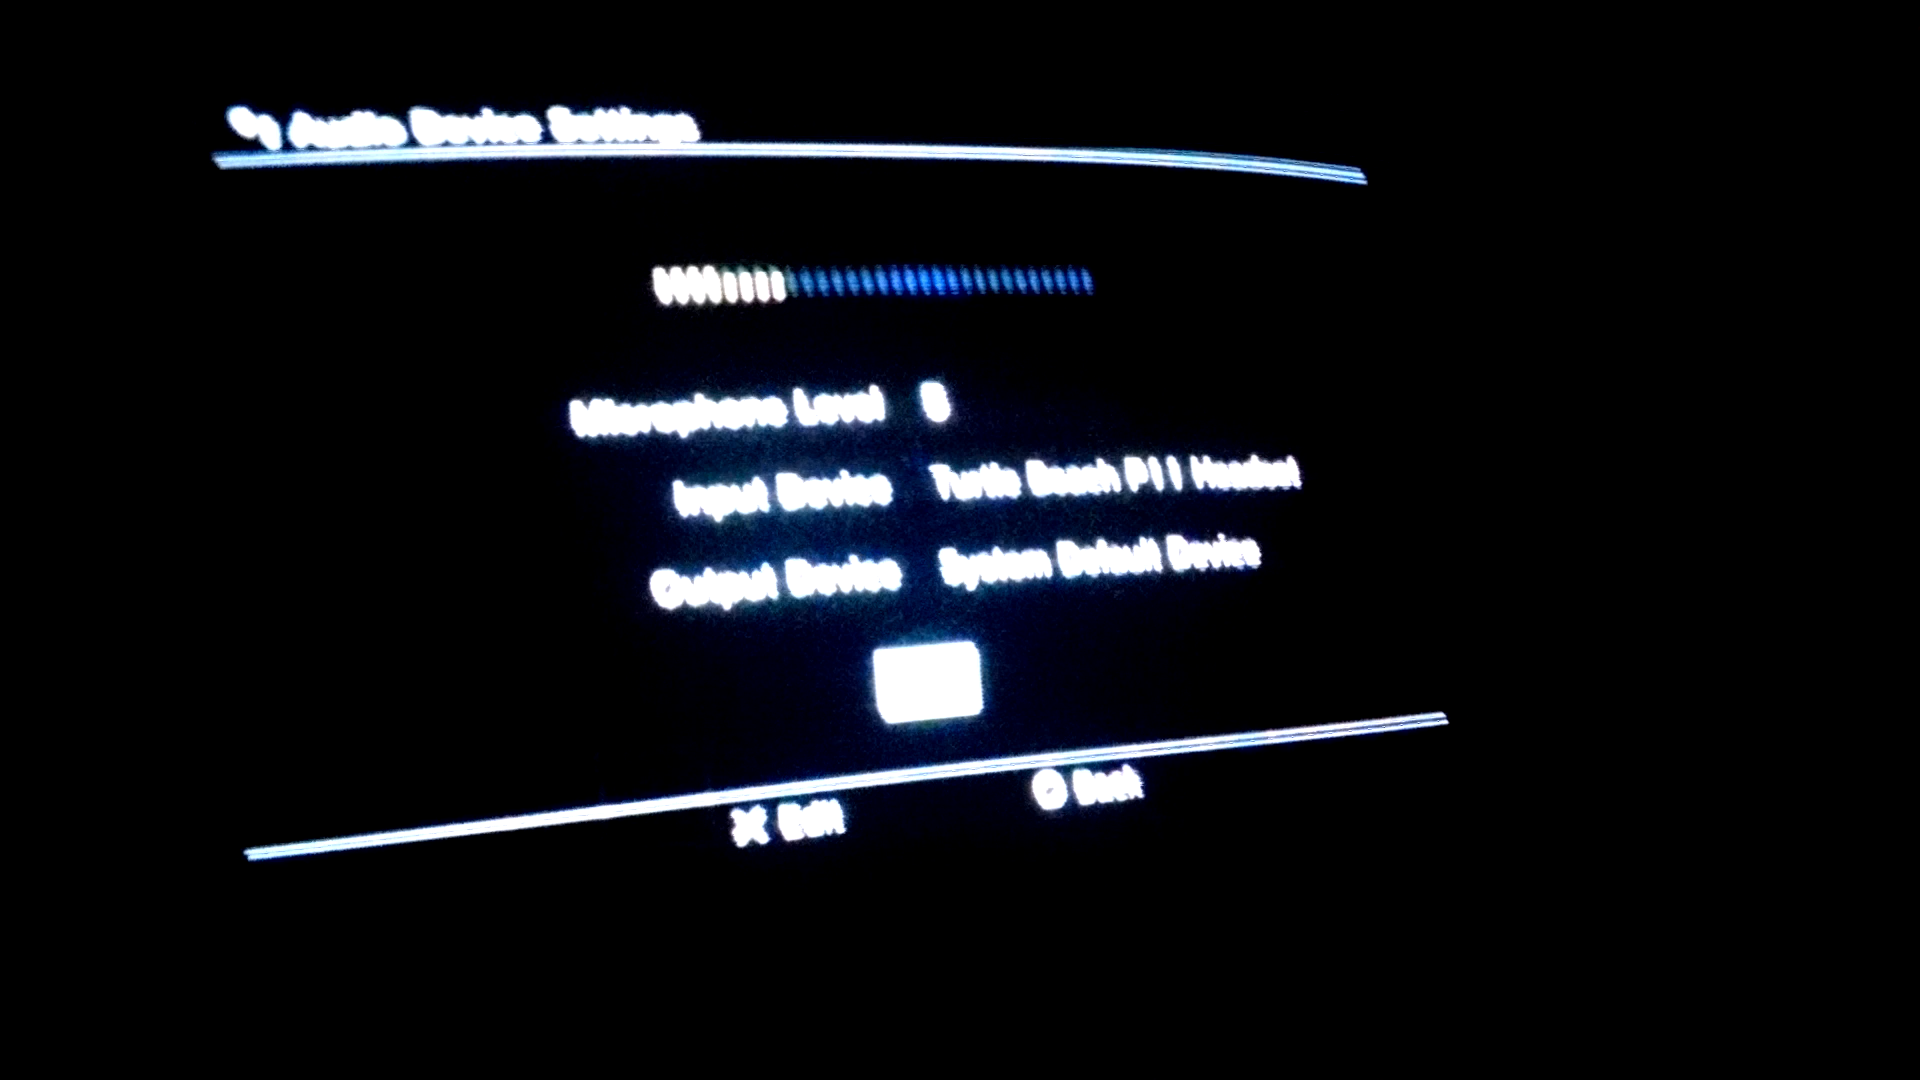 Audio Device Settings
Microphone Level
Input Device Turtle Beach P11 Headset
Output Device System Default Device
Edit Back